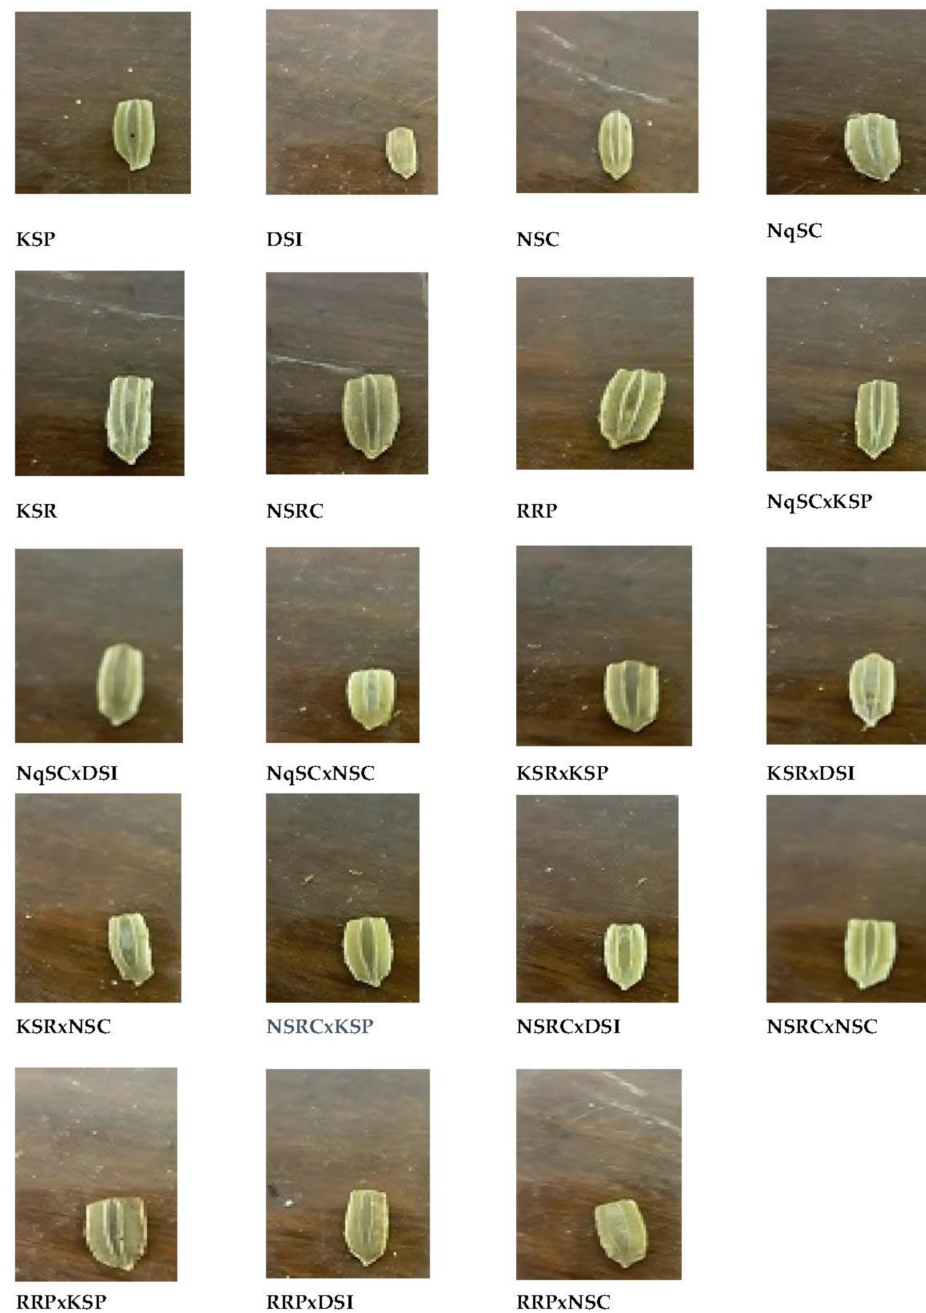 KSP
DSI
NSC
NqSC
KSR
NSRC
RRP
NqSCxKSP
NqSCxDSI
NqSCxNSC
KSRxKSP
KSRxDSI
KSRxNSC
NSRCxKSP
NSRCxDSI
NSRCxNSC
RRPxKSP
RRPxDSI
RRPxNSC